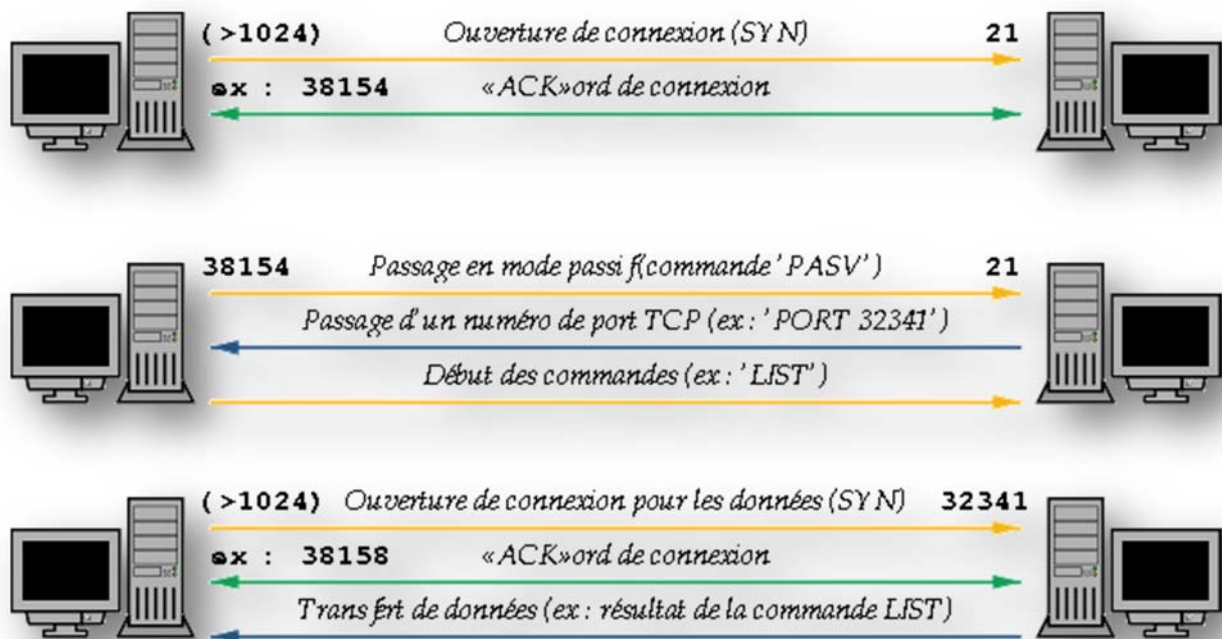 (>1024) Ouverture de connexion (SYN) 21
ex : 38154 «ACK»ord de connexion
38154 Passage en mode passif (commande 'PASV') 21
Passage d'un numéro de port TCP (ex : 'PORT 32341')
Début des commandes (ex : 'LIST')
(>1024) Ouverture de connexion pour les données (SYN) 32341
ex : 38158 «ACK»ord de connexion
Transfert de données (ex : résultat de la commande LIST)